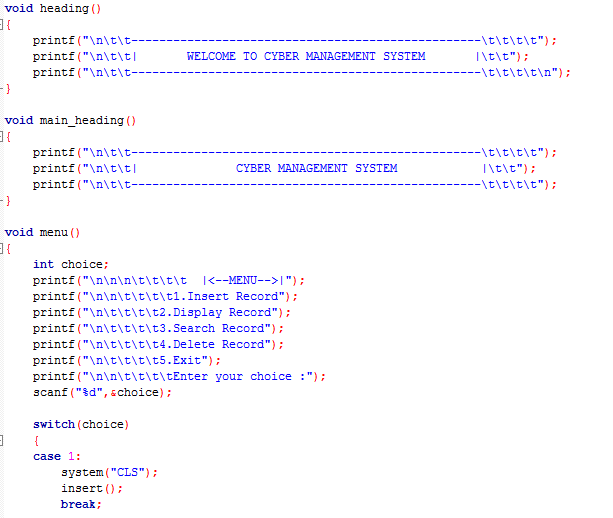 void heading()
{
    printf("\n\t\t--------------------------------------------------\t\t\t\t");
    printf("\n\t\t|       WELCOME TO CYBER MANAGEMENT SYSTEM       |\t\t");
    printf("\n\t\t--------------------------------------------------\t\t\t\t\n");
}

void main_heading()
{
    printf("\n\t\t--------------------------------------------------\t\t\t\t");
    printf("\n\t\t|              CYBER MANAGEMENT SYSTEM            |\t\t");
    printf("\n\t\t--------------------------------------------------\t\t\t\t");
}

void menu()
{
    int choice;
    printf("\n\n\n\t\t\t\t  |<--MENU-->|");
    printf("\n\n\t\t\t\t1.Insert Record");
    printf("\n\t\t\t\t2.Display Record");
    printf("\n\t\t\t\t3.Search Record");
    printf("\n\t\t\t\t4.Delete Record");
    printf("\n\t\t\t\t5.Exit");
    printf("\n\n\t\t\t\tEnter your choice :");
    scanf("%d",&choice);

    switch(choice)
    {
    case 1:
        system("CLS");
        insert();
        break;